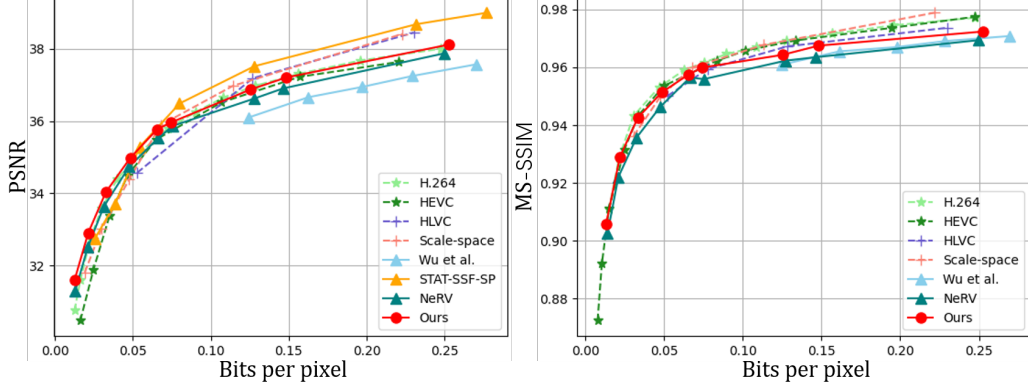 PSNR
38
36
34
32
0.00 0.05 0.10 0.15 0.20 0.25
Bits per pixel
H.264
HEVC
HLVC
Scale-space
Wu et al.
STAT-SSF-SP
NeRV
Ours
MS-SSIM
0.98
0.96
0.94
0.92
0.90
0.88
0.00 0.05 0.10 0.15 0.20 0.25
Bits per pixel
H.264
HEVC
HLVC
Scale-space
Wu et al.
NeRV
Ours